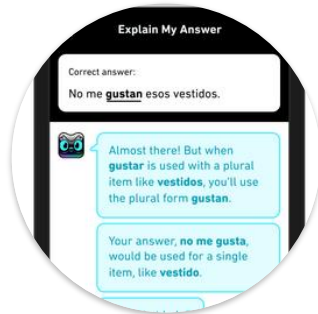 Explain My Answer
Correct answer:
No me gustan esos vestidos.
Almost there! But when
gustar is used with a plural
item like vestidos, you'll use
the plural form gustan.
Your answer, no me gusta,
would be used for a single
item, like vestido.